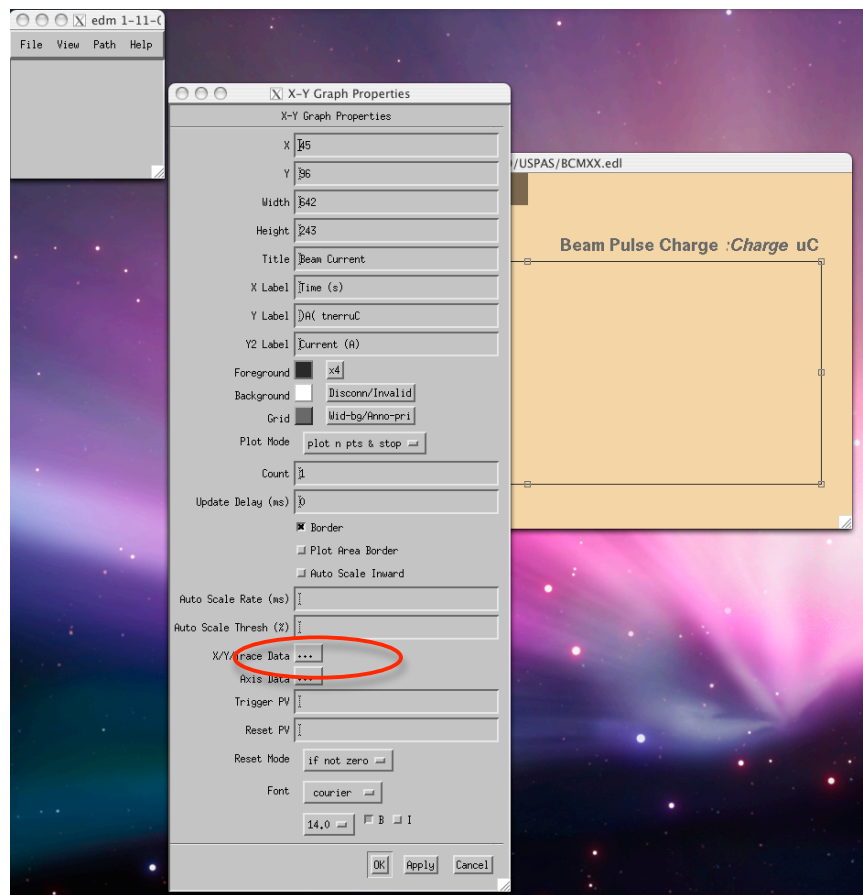 edm 1-11-0
File View Path Help
X-Y Graph Properties
X-Y Graph Properties
X 45
Y 96
Width 642
Height 243
Title Beam Current
X Label Time (s)
Y Label )A( tnerruC
Y2 Label Current (A)
Foreground x4
Background Disconn/Invalid
Grid Wid-bg/Anno-pri
Plot Mode plot n pts & stop
Count 1
Update Delay (ms) 0
Border
Plot Area Border
Auto Scale Inward
Auto Scale Rate (ms)
Auto Scale Thresh (%)
X/Y/Trace Data ...
Axis Data ...
Trigger PV
Reset PV
Reset Mode if not zero
Font courier
14.0 B I
OK Apply Cancel
/USPAS/BCMXX.edl
Beam Pulse Charge :Charge uC